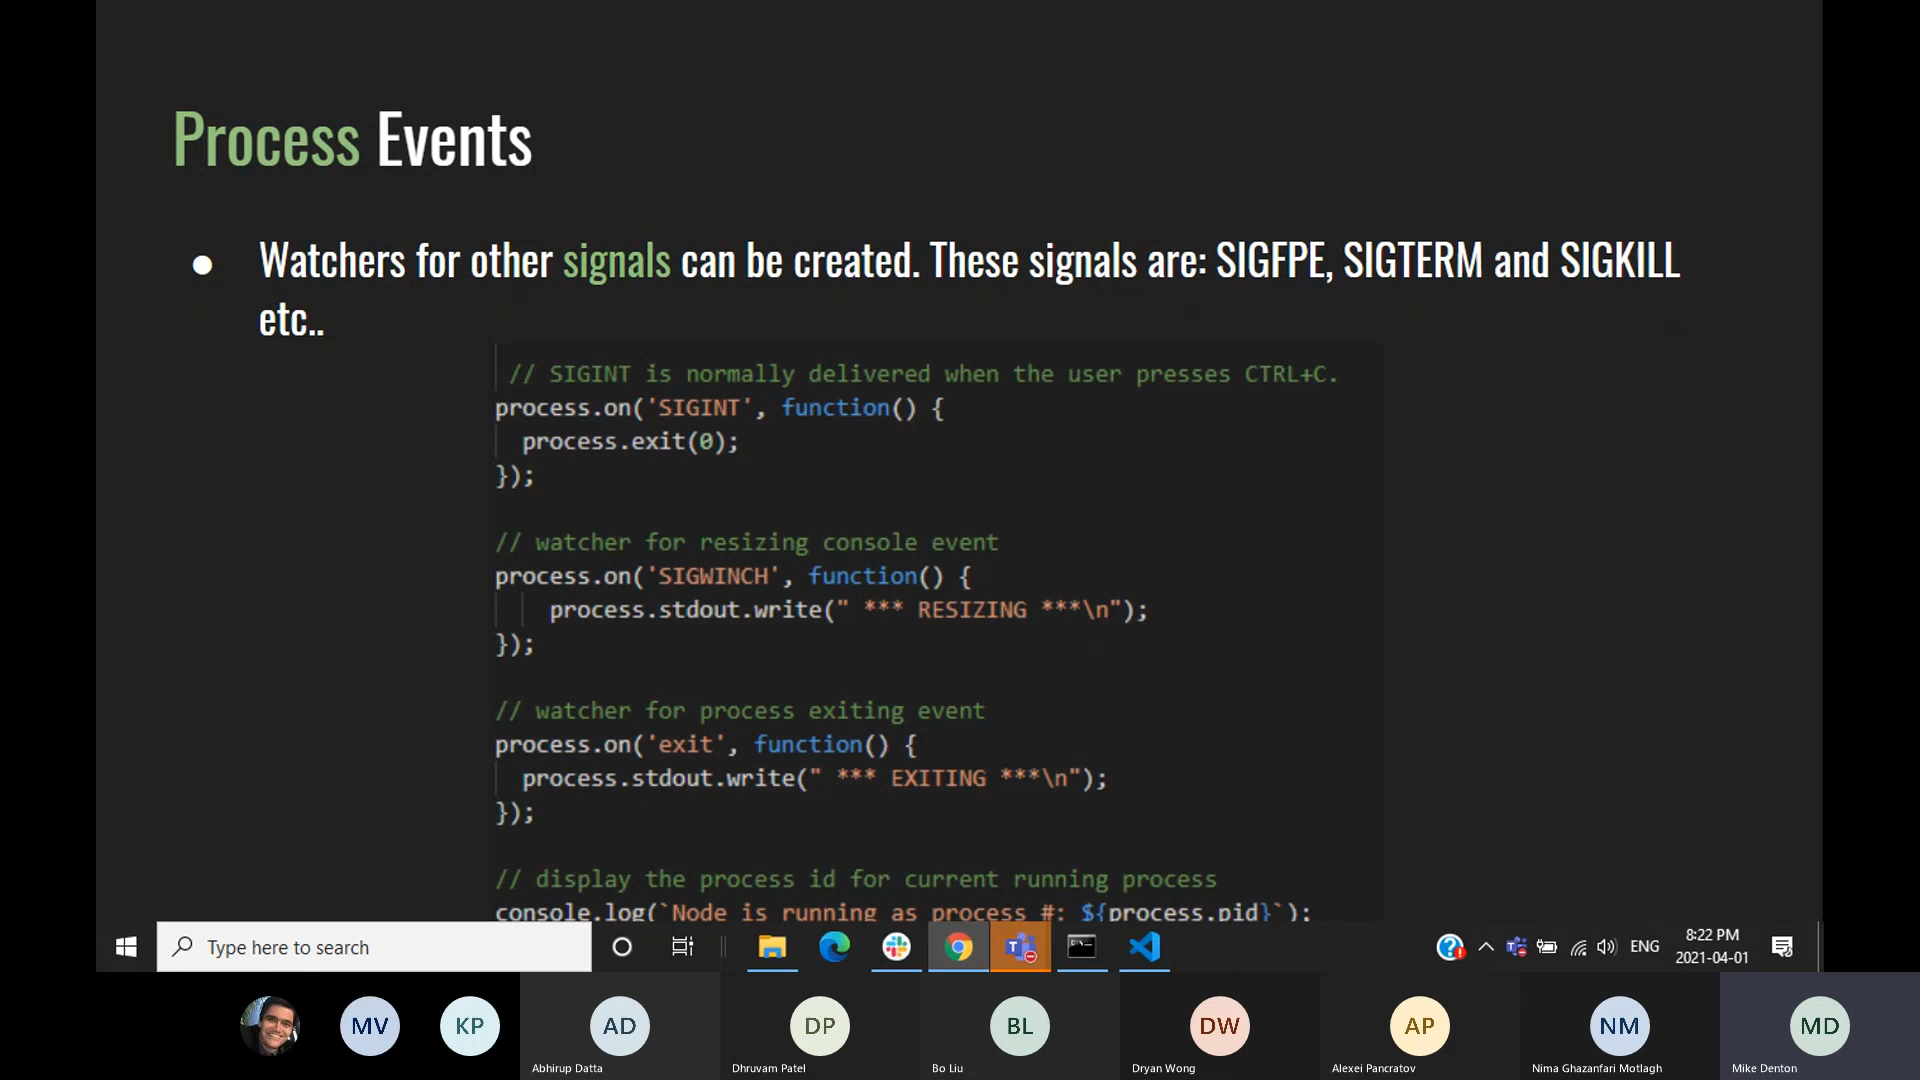 Process Events
● Watchers for other signals can be created. These signals are: SIGFPE, SIGTERM and SIGKILL
etc..
// SIGINT is normally delivered when the user presses CTRL+C.
process.on('SIGINT', function() {
process.exit(0);
});
// watcher for resizing console event
process.on('SIGWINCH', function() {
process.stdout.write(" *** RESIZING ***\n");
});
// watcher for process exiting event
process.on('exit', function() {
process.stdout.write(" *** EXITING ***\n");
});
// display the process id for current running process
console.log(`Node is running as process #: ${process.pid}`);
Type here to search
ENG
8:22 PM
2021-04-01
MV
KP
AD
DP
BL
DW
AP
NM
MD
Abhirup Datta
Dhruvam Patel
Bo Liu
Dryan Wong
Alexei Pancratov
Nima Ghazanfari Motlagh
Mike Denton